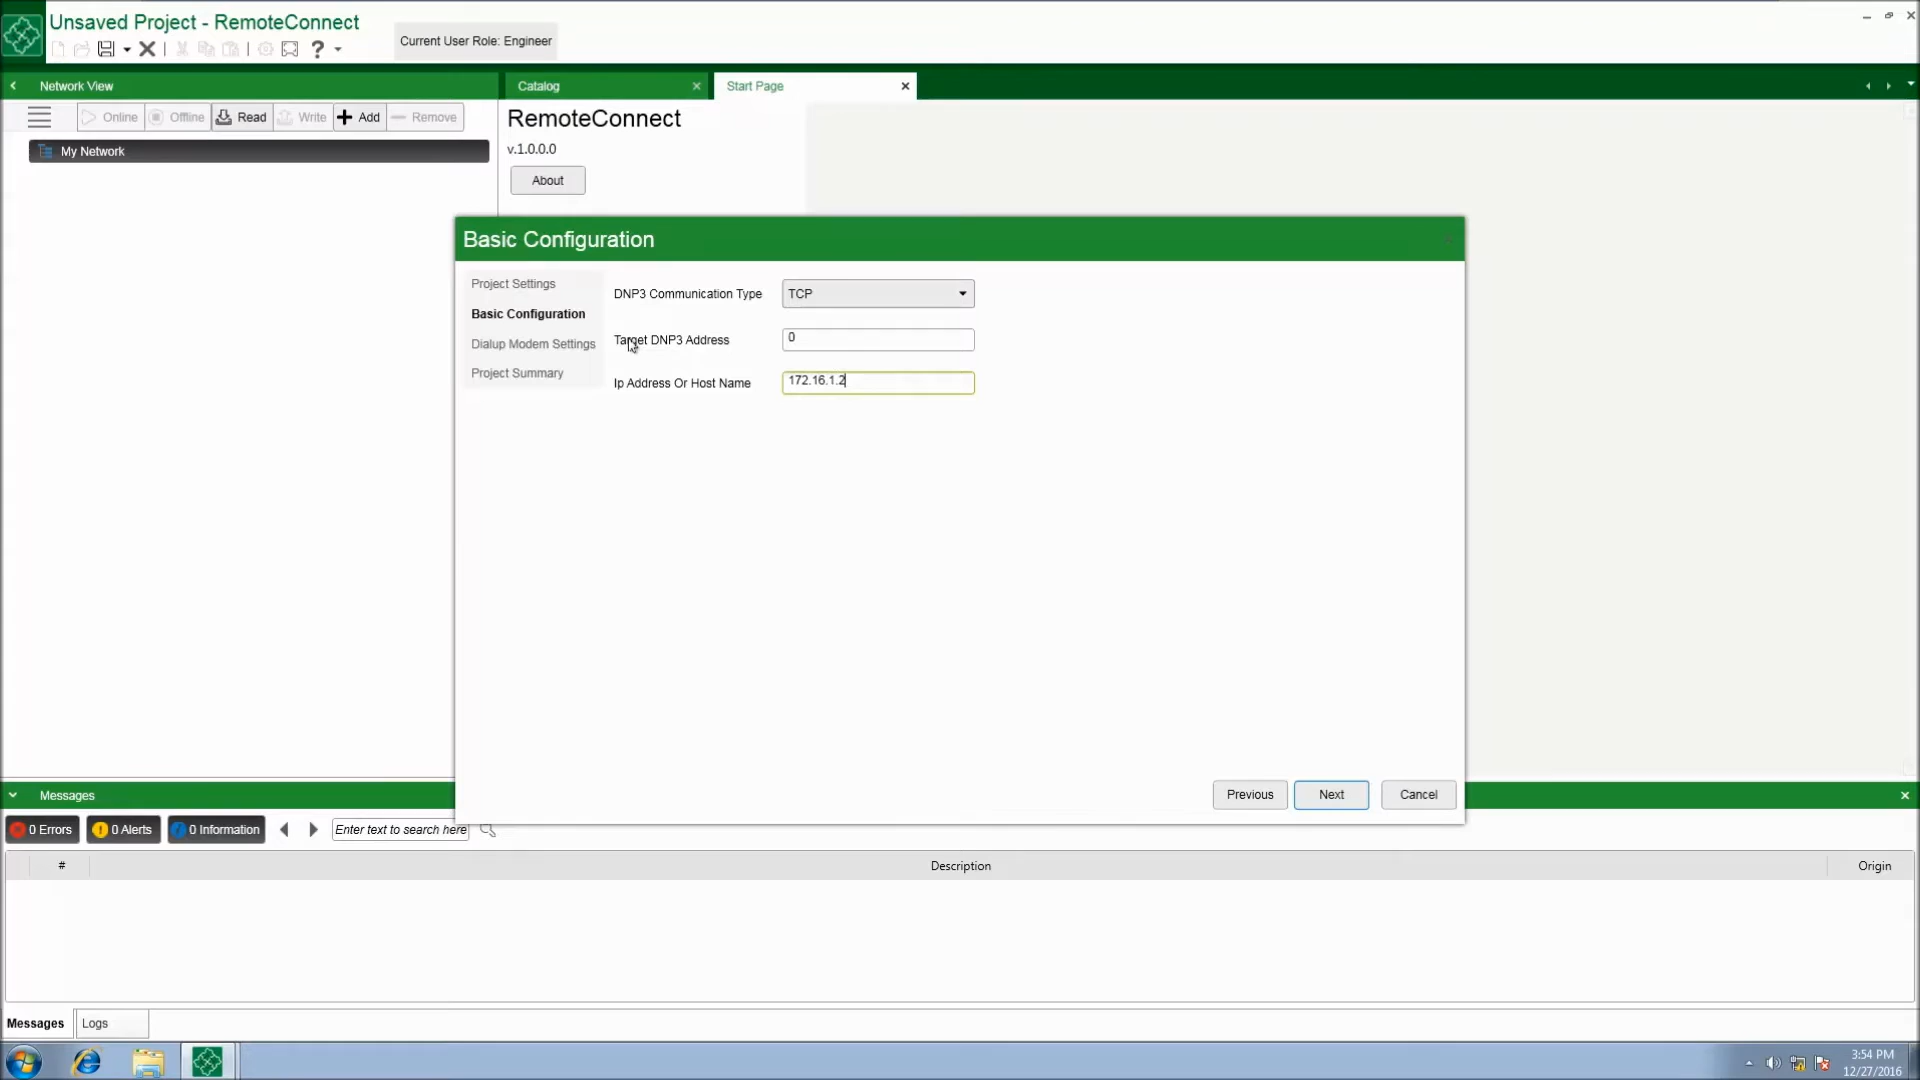 Unsaved Project - RemoteConnect
Current User Role: Engineer
Network View
Catalog
Start Page
Online
Offline
Read
Write
Add
Remove
My Network
RemoteConnect
v.1.0.0.0
About
Basic Configuration
Project Settings
Basic Configuration
Dialup Modem Settings
Project Summary
DNP3 Communication Type
TCP
Target DNP3 Address
0
Ip Address Or Host Name
172.16.1.2
Previous
Next
Cancel
Messages
0 Errors
0 Alerts
0 Information
Enter text to search here
#
Description
Origin
Messages
Logs
3:54 PM
12/27/2016